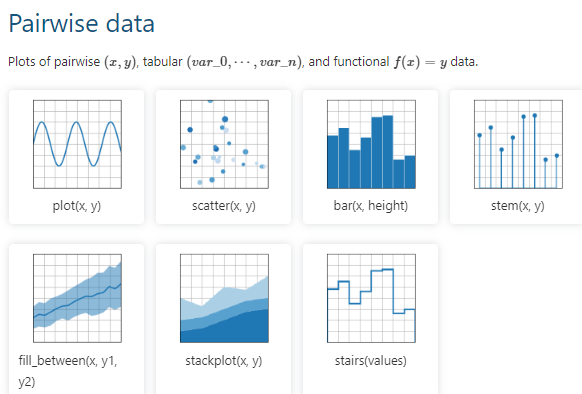 Pairwise data
Plots of pairwise (x, y), tabular (var_0, ⋯ , var_n), and functional f(x) = y data.
plot(x, y)
scatter(x, y)
bar(x, height)
stem(x, y)
fill_between(x, y1,
y2)
stackplot(x, y)
stairs(values)